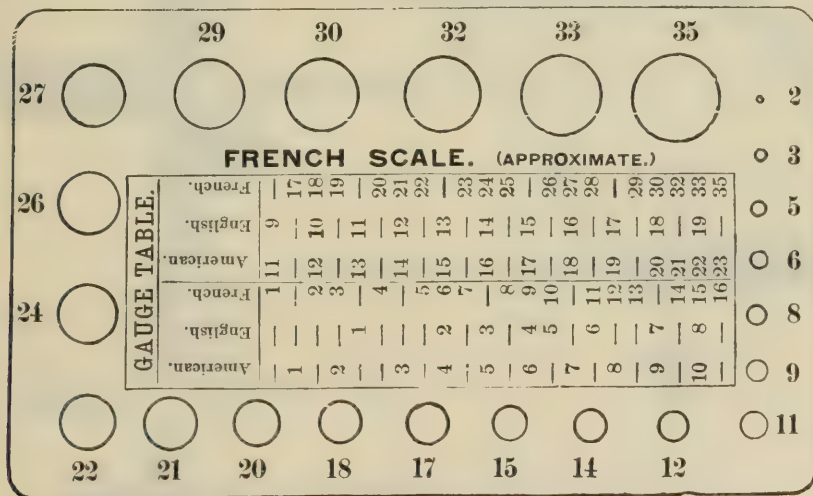 29 30 32 33 35
27
2
FRENCH SCALE. (APPROXIMATE.)
3
26
5
6
24
8
9
GAUGE TABLE.
French. — 17 18 19 — 20 21 22 — 23 24 25 — 26 27 28 — 29 30 32 33 35
English. 9 — 10 — 11 — 12 — 13 — 14 — 15 — 16 — 17 — 18 — 19 —
American. 11 — 12 — 13 — 14 — 15 — 16 — 17 — 18 — 19 — 20 21 22 23
French. 1 — 2 3 — 4 — 5 6 7 — 8 9 10 — 11 12 13 — 14 15 16
English. — — — — 1 — — — 2 — 3 — 4 5 — 6 — — 7 — 8 —
American. — 1 — 2 — — 3 — 4 — 5 — 6 — 7 — 8 — 9 — 10 —
11
22 21 20 18 17 15 14 12